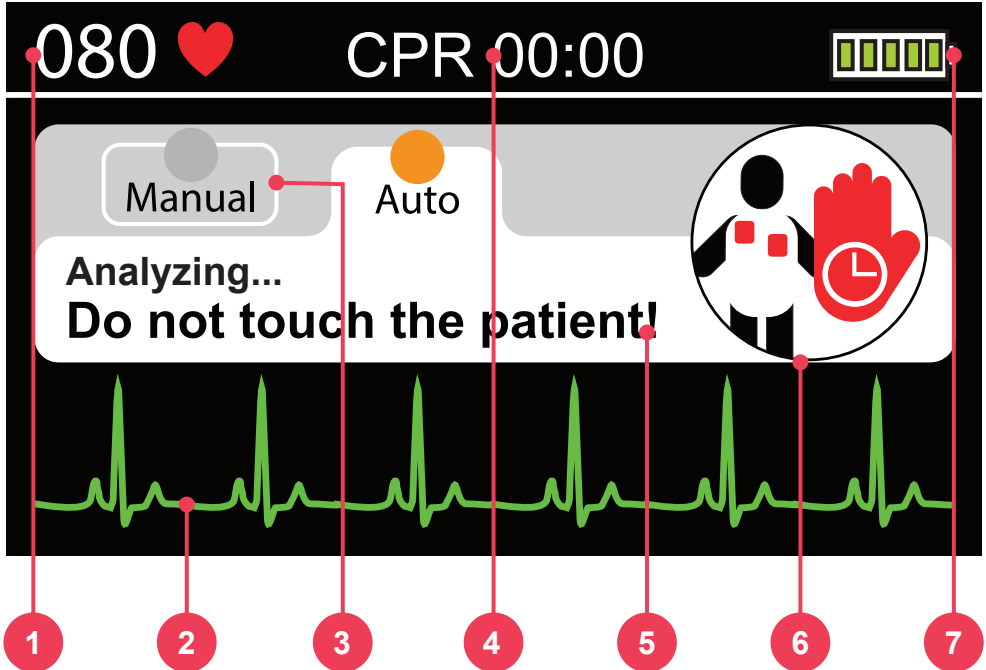 080 CPR 00:00
Manual Auto
Analyzing...
Do not touch the patient!
1 2 3 4 5 6 7